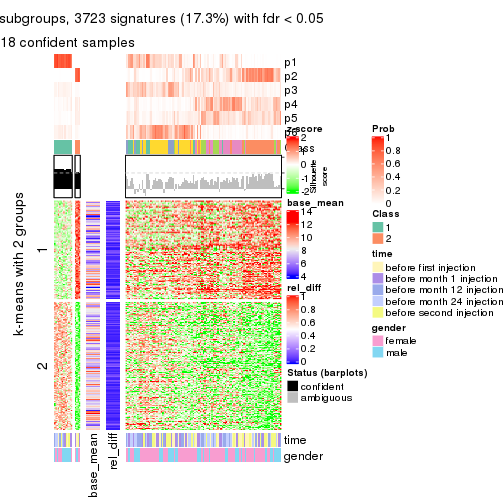 subgroups, 3723 signatures (17.3%) with fdr < 0.05
18 confident samples
p1
p2
p3
p4
p5
p6
Class
Silhouette
score
k-means with 2 groups
1
2
base_mean
rel_diff
time
gender
z-score
2
1
0
-1
-2
base_mean
14
12
10
8
6
4
rel_diff
1
0.8
0.6
0.4
0.2
0
Status (barplots)
confident
ambiguous
Prob
1
0.8
0.6
0.4
0.2
0
Class
1
2
time
before first injection
before month 1 injection
before month 12 injection
before month 24 injection
before second injection
gender
female
male